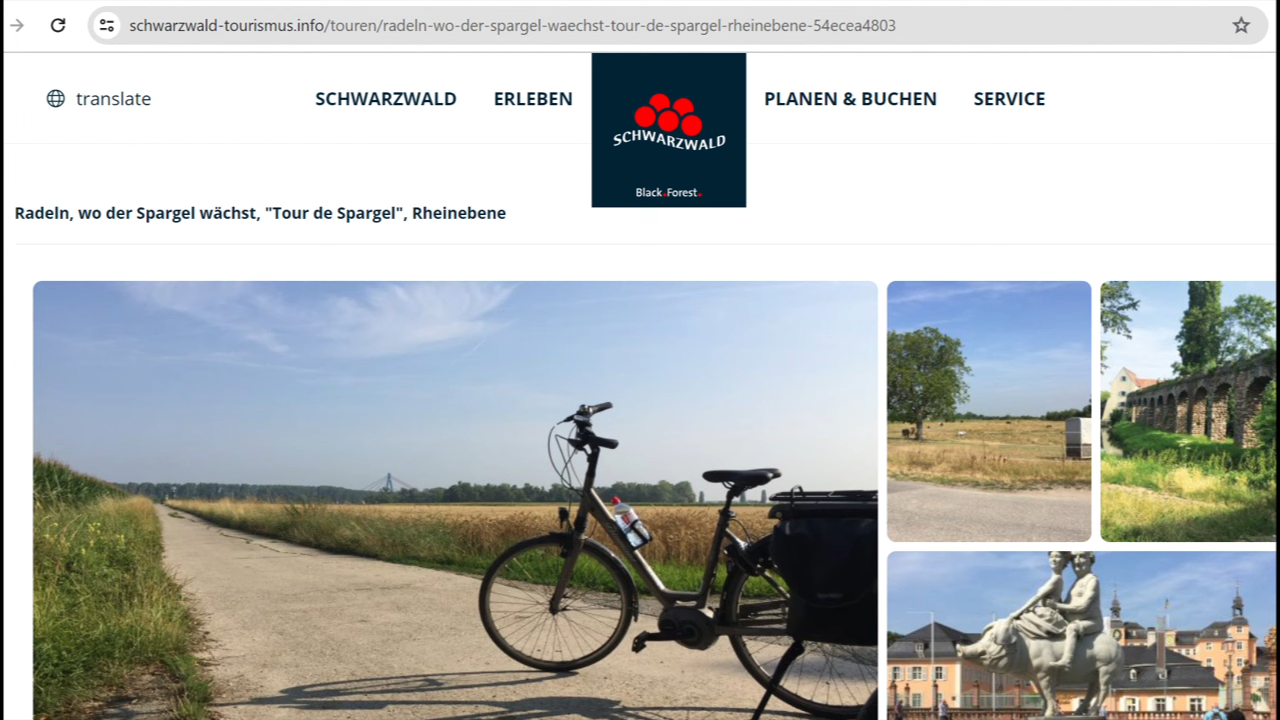 schwarzwald-tourismus.info/touren/radeln-wo-der-spargel-waechst-tour-de-spargel-rheinebene-54ecea4803
translate
SCHWARZWALD
ERLEBEN
SCHWARZWALD
Black.Forest.
PLANEN & BUCHEN
SERVICE
Radeln, wo der Spargel wächst, "Tour de Spargel", Rheinebene